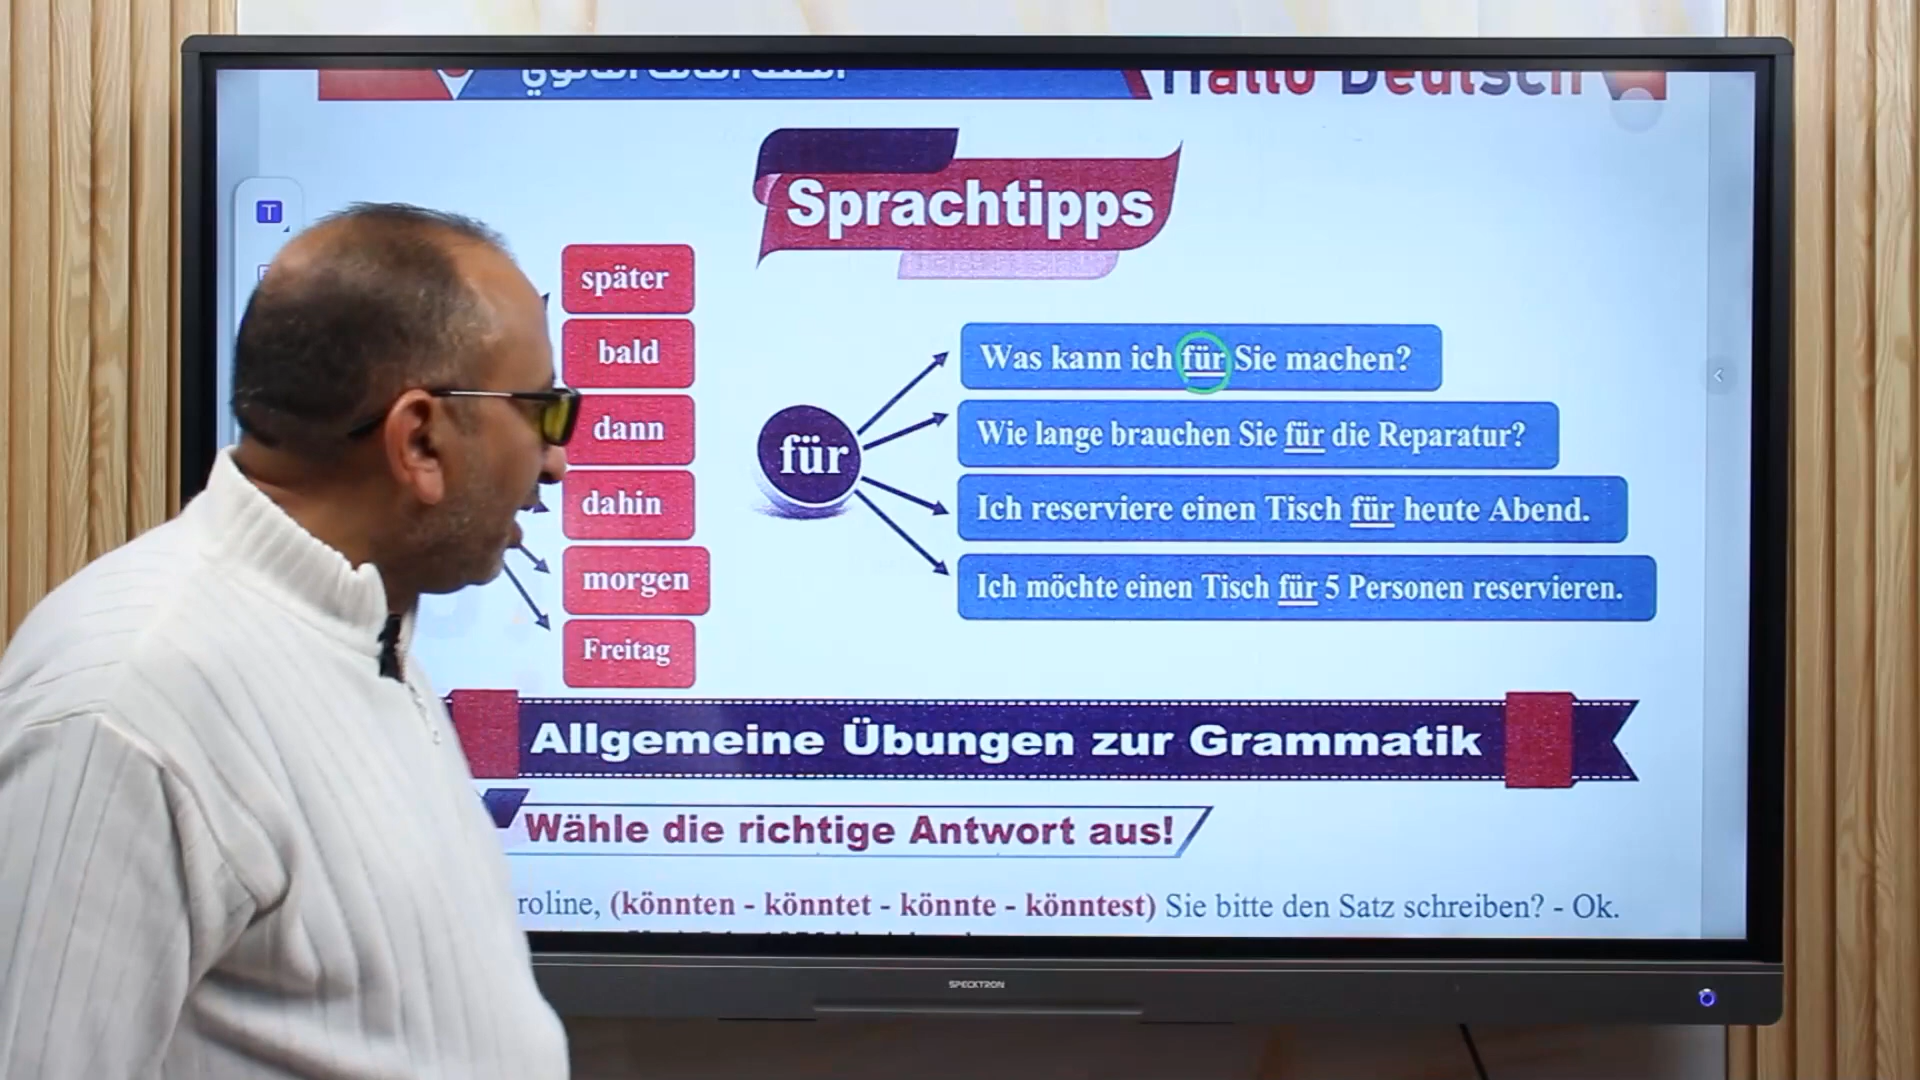 Hallo Deutsch
Sprachtipps
T
später
bald
dann
dahin
morgen
Freitag
für
Was kann ich für Sie machen?
Wie lange brauchen Sie für die Reparatur?
Ich reserviere einen Tisch für heute Abend.
Ich möchte einen Tisch für 5 Personen reservieren.
Allgemeine Übungen zur Grammatik
Wähle die richtige Antwort aus!
roline, (könnten - könntet - könnte - könntest) Sie bitte den Satz schreiben? - Ok.
SPECKTRON